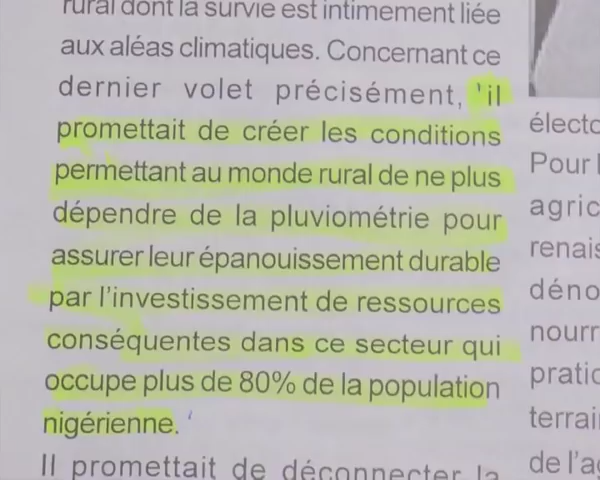 rural dont la survie est intimement liée
aux aléas climatiques. Concernant ce
dernier volet précisément, 'il
promettait de créer les conditions
permettant au monde rural de ne plus
dépendre de la pluviométrie pour
assurer leur épanouissement durable
par l'investissement de ressources
conséquentes dans ce secteur qui
occupe plus de 80% de la population
nigérienne. '
Il promettait de déconnecter la
électo
Pour l
agric
renais
déno
nourr
pratic
terrai
de l'a